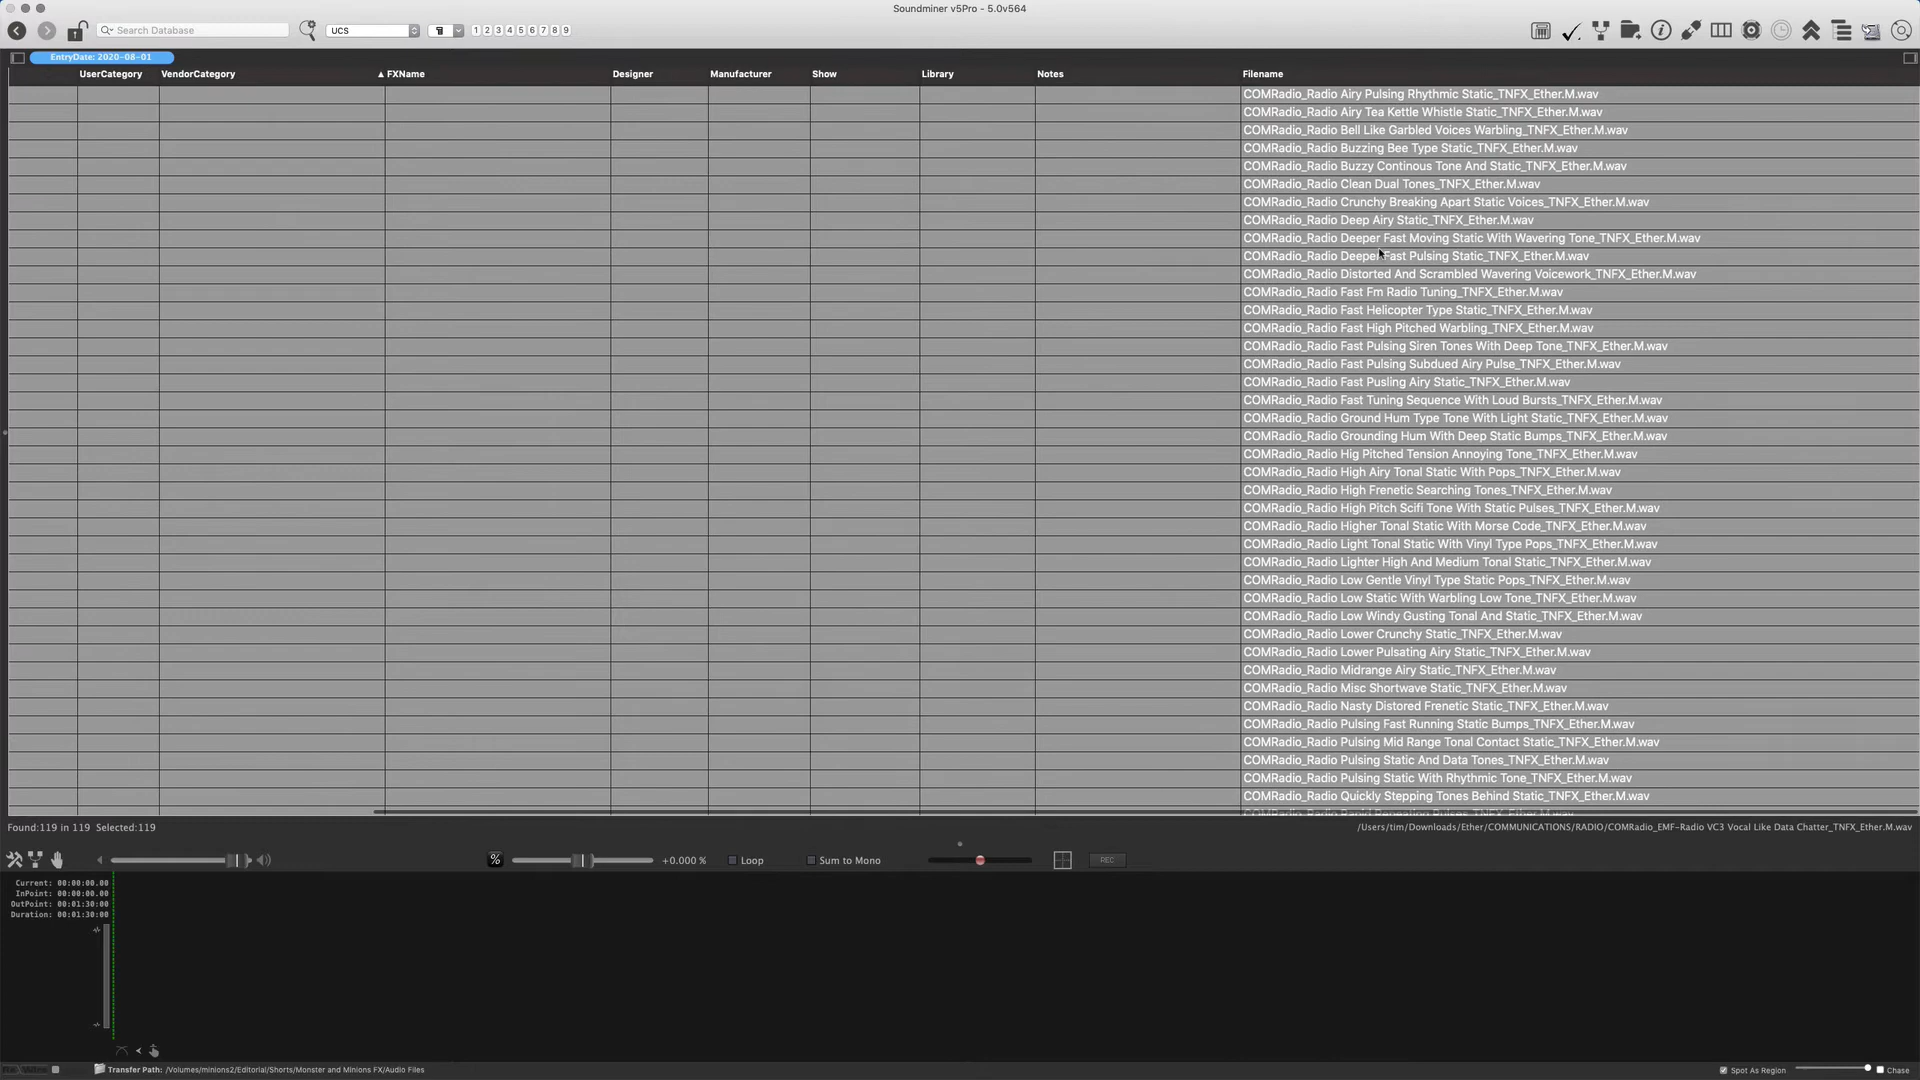 Soundminer v5Pro - 5.0v564
Search Database
UCS
1 2 3 4 5 6 7 8 9
EntryDate: 2020-08-01
UserCategory VendorCategory ▲ FXName Designer Manufacturer Show Library Notes Filename
COMRadio_Radio Airy Pulsing Rhythmic Static_TNFX_Ether.M.wav
COMRadio_Radio Airy Tea Kettle Whistle Static_TNFX_Ether.M.wav
COMRadio_Radio Bell Like Garbled Voices Warbling_TNFX_Ether.M.wav
COMRadio_Radio Buzzing Bee Type Static_TNFX_Ether.M.wav
COMRadio_Radio Buzzy Continous Tone And Static_TNFX_Ether.M.wav
COMRadio_Radio Clean Dual Tones_TNFX_Ether.M.wav
COMRadio_Radio Crunchy Breaking Apart Static Voices_TNFX_Ether.M.wav
COMRadio_Radio Deep Airy Static_TNFX_Ether.M.wav
COMRadio_Radio Deeper Fast Moving Static With Wavering Tone_TNFX_Ether.M.wav
COMRadio_Radio Deeper Fast Pulsing Static_TNFX_Ether.M.wav
COMRadio_Radio Distorted And Scrambled Wavering Voicework_TNFX_Ether.M.wav
COMRadio_Radio Fast Fm Radio Tuning_TNFX_Ether.M.wav
COMRadio_Radio Fast Helicopter Type Static_TNFX_Ether.M.wav
COMRadio_Radio Fast High Pitched Warbling_TNFX_Ether.M.wav
COMRadio_Radio Fast Pulsing Siren Tones With Deep Tone_TNFX_Ether.M.wav
COMRadio_Radio Fast Pulsing Subdued Airy Pulse_TNFX_Ether.M.wav
COMRadio_Radio Fast Pusling Airy Static_TNFX_Ether.M.wav
COMRadio_Radio Fast Tuning Sequence With Loud Bursts_TNFX_Ether.M.wav
COMRadio_Radio Ground Hum Type Tone With Light Static_TNFX_Ether.M.wav
COMRadio_Radio Grounding Hum With Deep Static Bumps_TNFX_Ether.M.wav
COMRadio_Radio Hig Pitched Tension Annoying Tone_TNFX_Ether.M.wav
COMRadio_Radio High Airy Tonal Static With Pops_TNFX_Ether.M.wav
COMRadio_Radio High Frenetic Searching Tones_TNFX_Ether.M.wav
COMRadio_Radio High Pitch Scifi Tone With Static Pulses_TNFX_Ether.M.wav
COMRadio_Radio Higher Tonal Static With Morse Code_TNFX_Ether.M.wav
COMRadio_Radio Light Tonal Static With Vinyl Type Pops_TNFX_Ether.M.wav
COMRadio_Radio Lighter High And Medium Tonal Static_TNFX_Ether.M.wav
COMRadio_Radio Low Gentle Vinyl Type Static Pops_TNFX_Ether.M.wav
COMRadio_Radio Low Static With Warbling Low Tone_TNFX_Ether.M.wav
COMRadio_Radio Low Windy Gusting Tonal And Static_TNFX_Ether.M.wav
COMRadio_Radio Lower Crunchy Static_TNFX_Ether.M.wav
COMRadio_Radio Lower Pulsating Airy Static_TNFX_Ether.M.wav
COMRadio_Radio Midrange Airy Static_TNFX_Ether.M.wav
COMRadio_Radio Misc Shortwave Static_TNFX_Ether.M.wav
COMRadio_Radio Nasty Distored Frenetic Static_TNFX_Ether.M.wav
COMRadio_Radio Pulsing Fast Running Static Bumps_TNFX_Ether.M.wav
COMRadio_Radio Pulsing Mid Range Tonal Contact Static_TNFX_Ether.M.wav
COMRadio_Radio Pulsing Static And Data Tones_TNFX_Ether.M.wav
COMRadio_Radio Pulsing Static With Rhythmic Tone_TNFX_Ether.M.wav
COMRadio_Radio Quickly Stepping Tones Behind Static_TNFX_Ether.M.wav
Found:119 in 119 Selected:119
/Users/tim/Downloads/Ether/COMMUNICATIONS/RADIO/COMRadio_EMF-Radio VC3 Vocal Like Data Chatter_TNFX_Ether.M.wav
% +0.000 % Loop Sum to Mono REC
Current: 00:00:00.00
InPoint: 00:00:00.00
OutPoint: 00:01:30:00
Duration: 00:01:30:00
Transfer Path: /Volumes/minions2/Editorial/Shorts/Monster and Minions FX/Audio Files
Spot As Region Chase